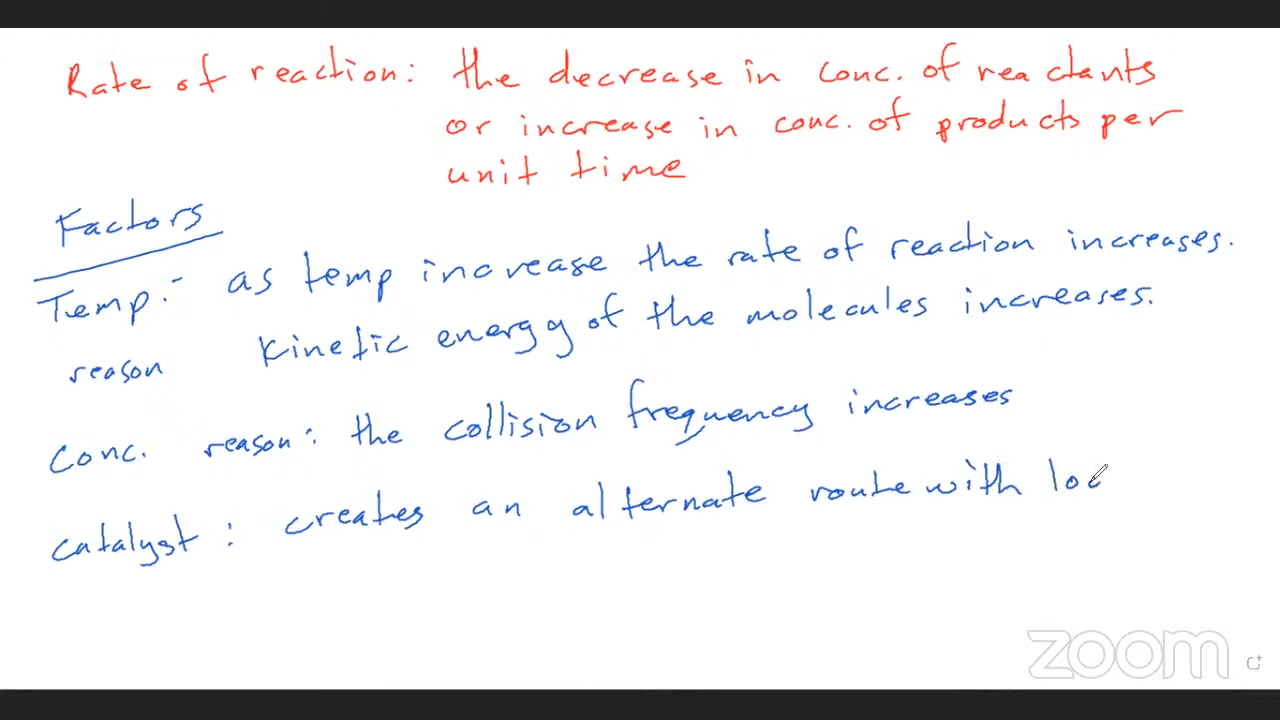 Rate of reaction: the decrease in conc. of reactants
or increase in conc. of products per
unit time
Factors
Temp:- as temp increase the rate of reaction increases.
reason Kinetic energy of the molecules increases.
Conc. reason: the collision frequency increases
catalyst: creates an alternate route with
zoom